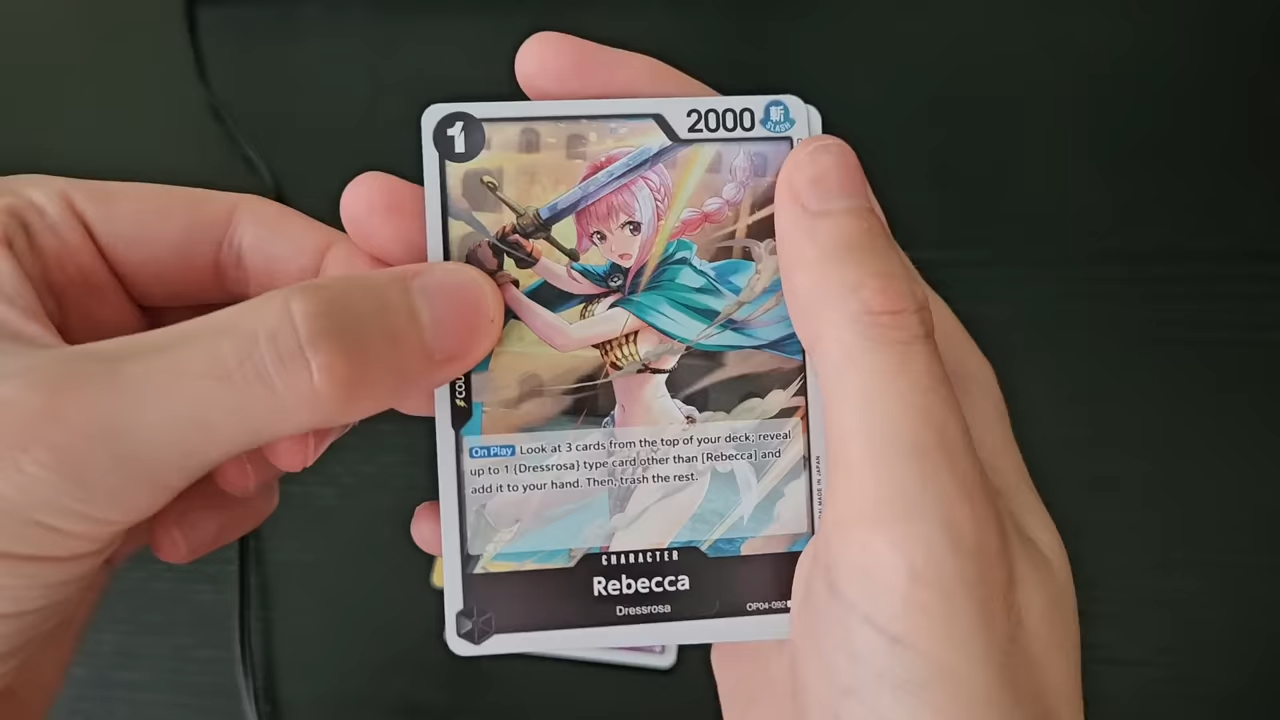 1
2000
斬
SLASH
COU
On Play Look at 3 cards from the top of your deck; reveal
up to 1 {Dressrosa} type card other than [Rebecca] and
add it to your hand. Then, trash the rest.
MADE IN JAPAN
CHARACTER
Rebecca
Dressrosa
OP04-092